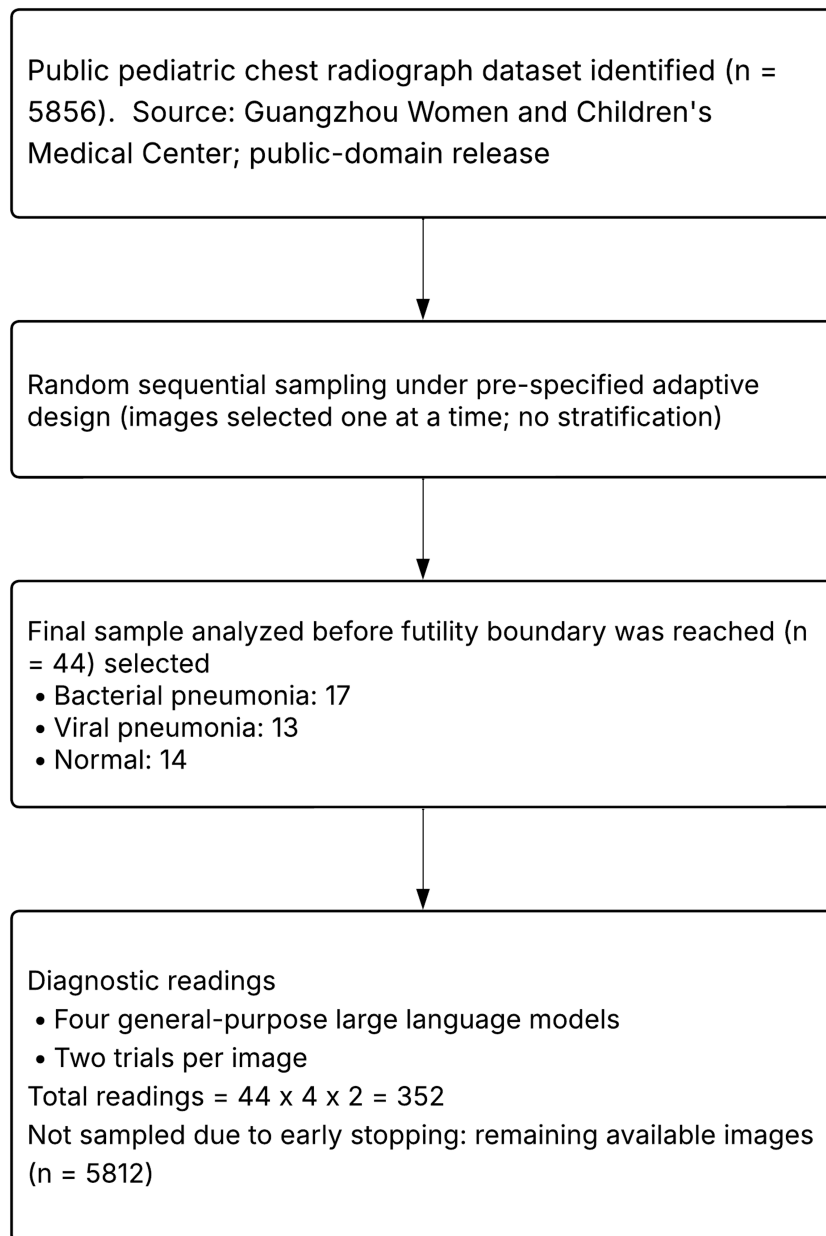 Public pediatric chest radiograph dataset identified (n =
5856).  Source: Guangzhou Women and Children's
Medical Center; public-domain release
Random sequential sampling under pre-specified adaptive
design (images selected one at a time; no stratification)
Final sample analyzed before futility boundary was reached (n
= 44) selected
• Bacterial pneumonia: 17
• Viral pneumonia: 13
• Normal: 14
Diagnostic readings
• Four general-purpose large language models
• Two trials per image
Total readings = 44 x 4 x 2 = 352
Not sampled due to early stopping: remaining available images
(n = 5812)